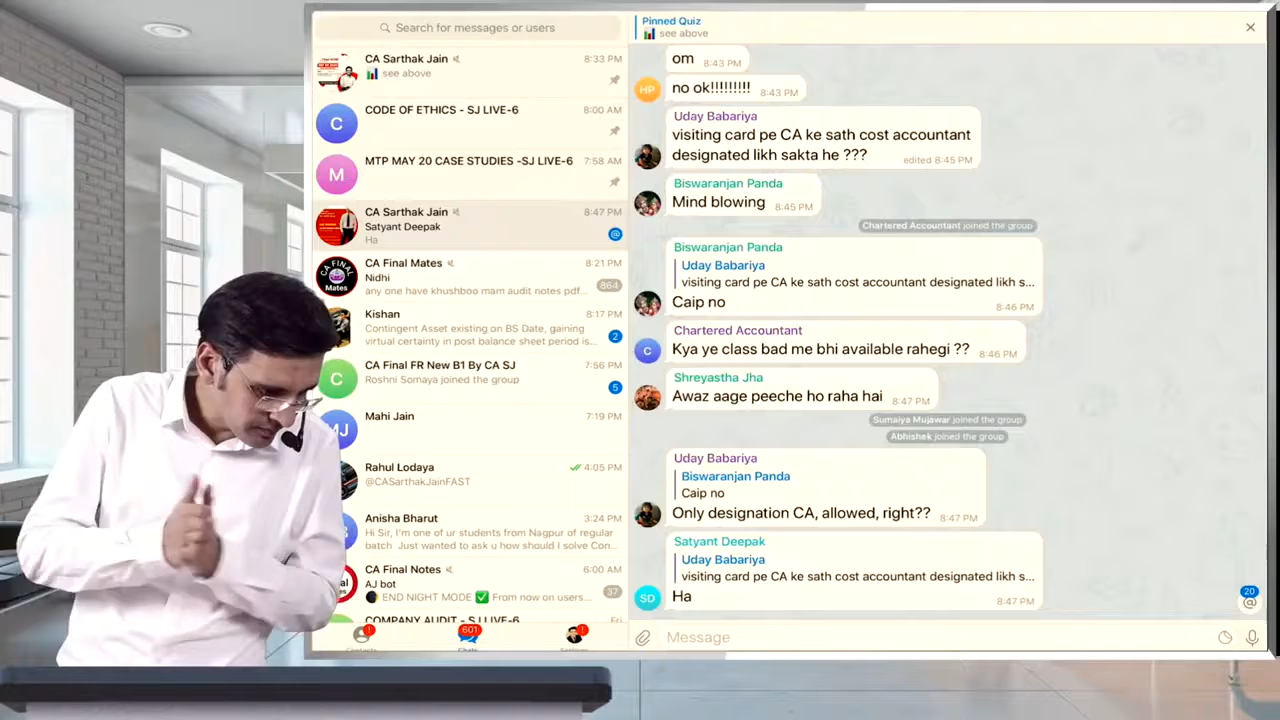 Search for messages or users
CA Sarthak Jain
8:33 PM
see above
C
CODE OF ETHICS - SJ LIVE-6
8:00 AM
M
MTP MAY 20 CASE STUDIES -SJ LIVE-6
7:58 AM
CA Sarthak Jain
8:47 PM
Satyant Deepak
Ha
@
CA FINAL
Mates
CA Final Mates
8:21 PM
Nidhi
any one have khushboo mam audit notes pdf...
864
Kishan
8:17 PM
Contingent Asset existing on BS Date, gaining
virtual certainty in post balance sheet period is...
2
C
CA Final FR New B1 By CA SJ
7:56 PM
Roshni Somaya joined the group
5
MJ
Mahi Jain
7:19 PM
Rahul Lodaya
4:05 PM
@CASarthakJainFAST
Anisha Bharut
3:24 PM
Hi Sir, I'm one of ur students from Nagpur of regular
batch Just wanted to ask u how should I solve Con...
CA Final Notes
6:00 AM
AJ bot
END NIGHT MODE ✅ From now on users...
37
COMPANY AUDIT - SJ LIVE-6
Fri
1
601
1
Contacts
Chats
Pinned Quiz
see above
om
8:43 PM
HP
no ok!!!!!!!!!
8:43 PM
Uday Babariya
visiting card pe CA ke sath cost accountant
designated likh sakta he ???
edited 8:45 PM
Biswaranjan Panda
Mind blowing
8:45 PM
Chartered Accountant joined the group
Biswaranjan Panda
Uday Babariya
visiting card pe CA ke sath cost accountant designated likh s...
Caip no
8:46 PM
Chartered Accountant
C
Kya ye class bad me bhi available rahegi ??
8:46 PM
Shreyastha Jha
Awaz aage peeche ho raha hai
8:47 PM
Sumaiya Mujawar joined the group
Abhishek joined the group
Uday Babariya
Biswaranjan Panda
Caip no
Only designation CA, allowed, right??
8:47 PM
Satyant Deepak
Uday Babariya
visiting card pe CA ke sath cost accountant designated likh s...
SD
Ha
8:47 PM
20
@
Message